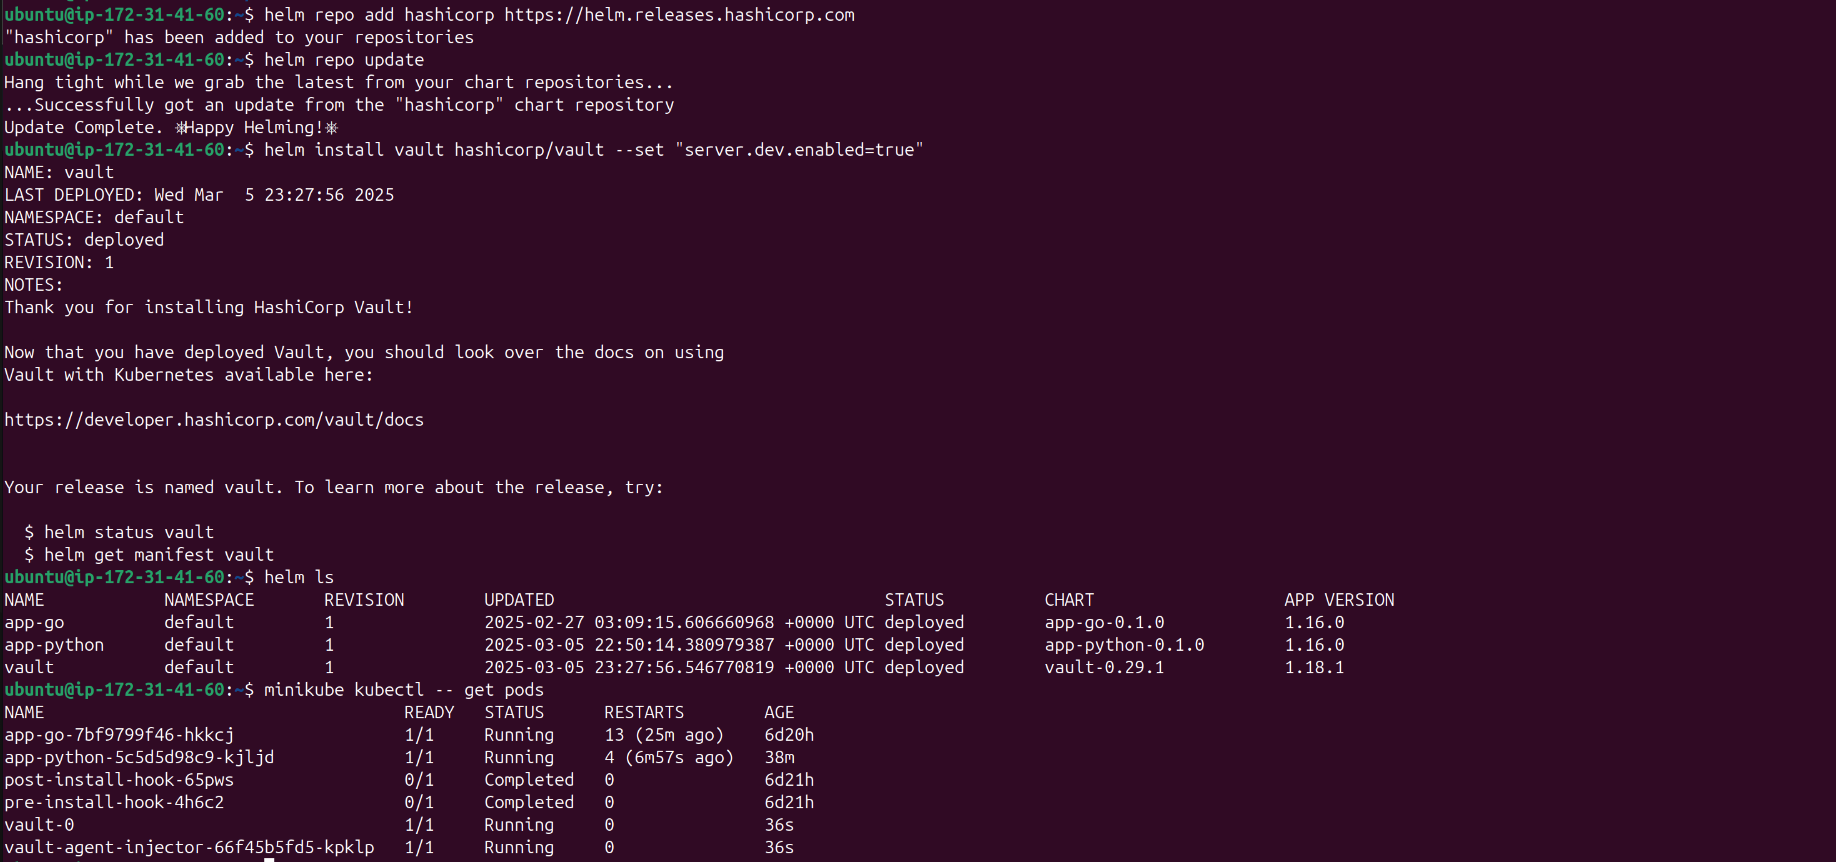 ubuntu@ip-172-31-41-60:~$ helm repo add hashicorp https://helm.releases.hashicorp.com
"hashicorp" has been added to your repositories
ubuntu@ip-172-31-41-60:~$ helm repo update
Hang tight while we grab the latest from your chart repositories...
...Successfully got an update from the "hashicorp" chart repository
Update Complete. ⎈Happy Helming!⎈
ubuntu@ip-172-31-41-60:~$ helm install vault hashicorp/vault --set "server.dev.enabled=true"
NAME: vault
LAST DEPLOYED: Wed Mar  5 23:27:56 2025
NAMESPACE: default
STATUS: deployed
REVISION: 1
NOTES:
Thank you for installing HashiCorp Vault!
Now that you have deployed Vault, you should look over the docs on using
Vault with Kubernetes available here:
https://developer.hashicorp.com/vault/docs
Your release is named vault. To learn more about the release, try:
  $ helm status vault
  $ helm get manifest vault
ubuntu@ip-172-31-41-60:~$ helm ls
NAME            NAMESPACE       REVISION        UPDATED                                 STATUS          CHART                   APP VERSION
app-go          default         1               2025-02-27 03:09:15.606660968 +0000 UTC deployed        app-go-0.1.0            1.16.0
app-python      default         1               2025-03-05 22:50:14.380979387 +0000 UTC deployed        app-python-0.1.0        1.16.0
vault           default         1               2025-03-05 23:27:56.546770819 +0000 UTC deployed        vault-0.29.1            1.18.1
ubuntu@ip-172-31-41-60:~$ minikube kubectl -- get pods
NAME                                    READY   STATUS      RESTARTS        AGE
app-go-7bf9799f46-hkkcj                 1/1     Running     13 (25m ago)    6d20h
app-python-5c5d5d98c9-kjljd             1/1     Running     4 (6m57s ago)   38m
post-install-hook-65pws                 0/1     Completed   0               6d21h
pre-install-hook-4h6c2                  0/1     Completed   0               6d21h
vault-0                                 1/1     Running     0               36s
vault-agent-injector-66f45b5fd5-kpklp   1/1     Running     0               36s